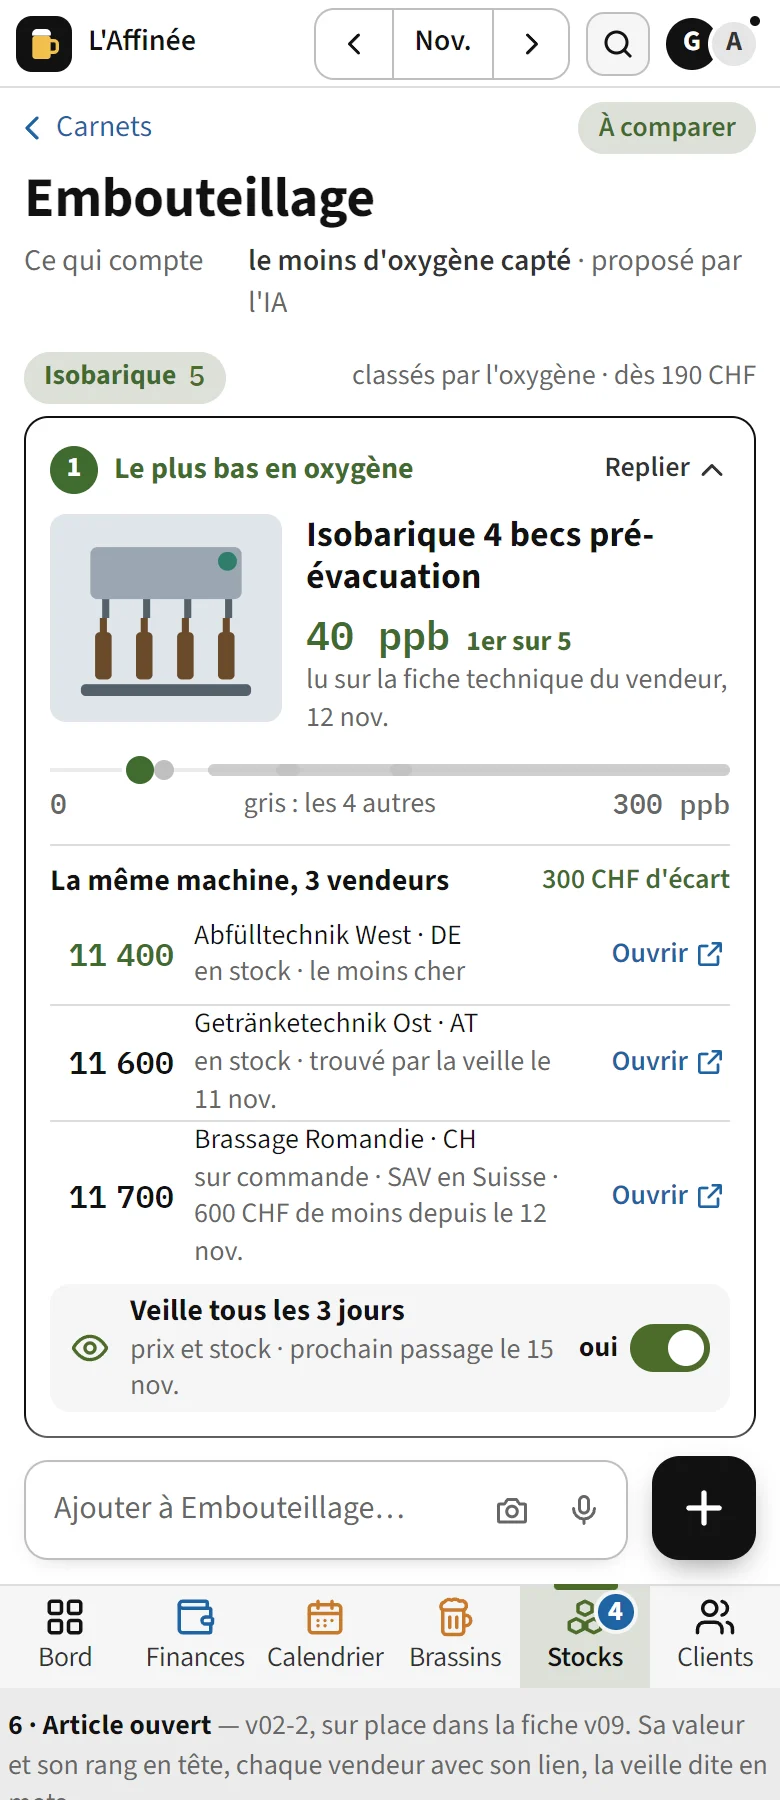 L'Affinée
Nov.
G
A
Carnets
À comparer
Embouteillage
Ce qui compte
le moins d'oxygène capté · proposé par
l'IA
Isobarique 5
classés par l'oxygène · dès 190 CHF
1
Le plus bas en oxygène
Replier
Isobarique 4 becs pré-
évacuation
40 ppb 1er sur 5
lu sur la fiche technique du vendeur,
12 nov.
0
gris : les 4 autres
300 ppb
La même machine, 3 vendeurs
300 CHF d'écart
11 400
Abfülltechnik West · DE
en stock · le moins cher
Ouvrir
11 600
Getränketechnik Ost · AT
en stock · trouvé par la veille le
11 nov.
Ouvrir
11 700
Brassage Romandie · CH
sur commande · SAV en Suisse ·
600 CHF de moins depuis le 12
nov.
Ouvrir
Veille tous les 3 jours
prix et stock · prochain passage le 15
nov.
oui
Ajouter à Embouteillage…
Bord
Finances
Calendrier
Brassins
4
Stocks
Clients
6 · Article ouvert — v02-2, sur place dans la fiche v09. Sa valeur
et son rang en tête, chaque vendeur avec son lien, la veille dite en